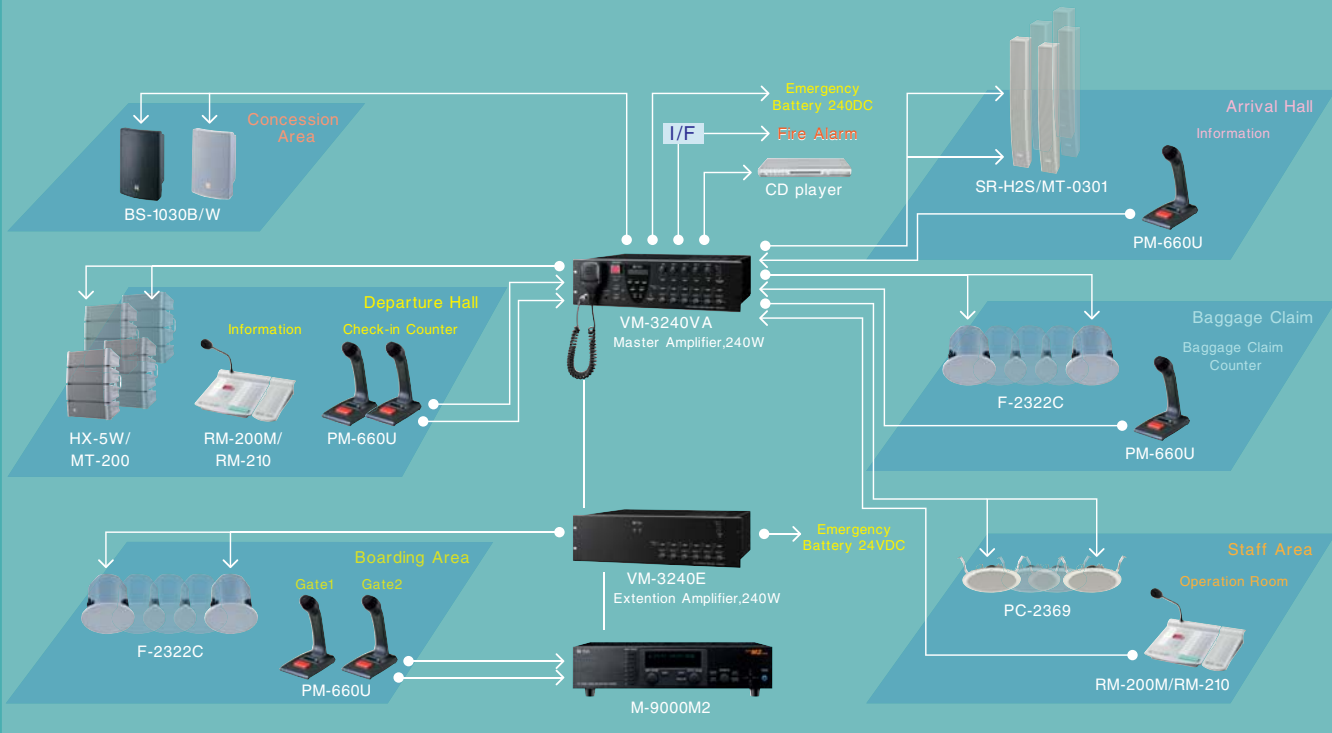 Concession
Area
BS-1030B/W
Emergency
Battery 240DC
I/F
Fire Alarm
CD player
Arrival Hall
Information
SR-H2S/MT-0301
PM-660U
Departure Hall
Information
Check-in Counter
HX-5W/
MT-200
RM-200M/
RM-210
PM-660U
VM-3240VA
Master Amplifier,240W
Baggage Claim
Baggage Claim
Counter
F-2322C
PM-660U
Boarding Area
Gate1
Gate2
F-2322C
PM-660U
VM-3240E
Extention Amplifier,240W
Emergency
Battery 24VDC
M-9000M2
Staff Area
Operation Room
PC-2369
RM-200M/RM-210